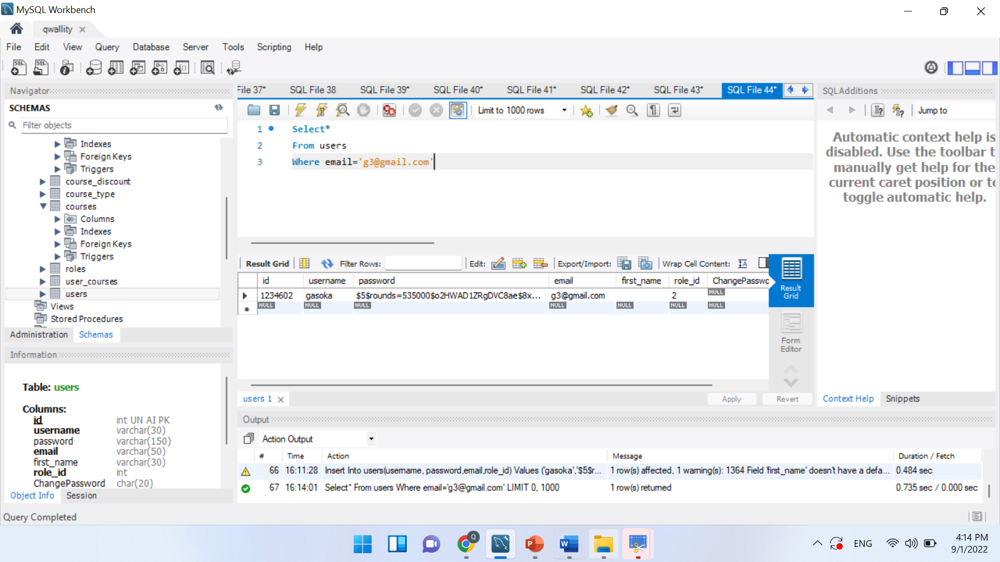 MySQL Workbench
qwallity
File Edit View Query Database Server Tools Scripting Help
Navigator
SCHEMAS
Filter objects
Indexes
Foreign Keys
Triggers
course_discount
course_type
courses
Columns
Indexes
Foreign Keys
Triggers
roles
user_courses
users
Views
Stored Procedures
Administration Schemas
Information
Table: users
Columns:
id int UN AI PK
username varchar(30)
password varchar(150)
email varchar(50)
first_name varchar(30)
role_id int
ChangePassword char(20)
Object Info Session
Query Completed
File 37* SQL File 38 SQL File 39* SQL File 40* SQL File 41* SQL File 42* SQL File 43* SQL File 44*
Limit to 1000 rows
1 Select*
2 From users
3 Where email='g3@gmail.com'
Result Grid Filter Rows: Edit: Export/Import: Wrap Cell Content:
id username password email first_name role_id ChangePasswo
1234602 gasoka $5$rounds=535000$o2HWAD1ZRgDVC8ae$8x... g3@gmail.com 2 NULL
NULL NULL NULL NULL NULL NULL NULL
Result
Grid
Form
Editor
users 1 Apply Revert
SQLAdditions
Jump to
Automatic context help is
disabled. Use the toolbar t
manually get help for the
current caret position or to
toggle automatic help.
Context Help Snippets
Output
Action Output
# Time Action Message Duration / Fetch
66 16:11:28 Insert Into users(username, password,email,role_id) Values ('gasoka','$5$r... 1 row(s) affected, 1 warning(s): 1364 Field 'first_name' doesn't have a defa... 0.484 sec
67 16:14:01 Select* From users Where email='g3@gmail.com' LIMIT 0, 1000 1 row(s) returned 0.735 sec / 0.000 sec
ENG
4:14 PM
9/1/2022